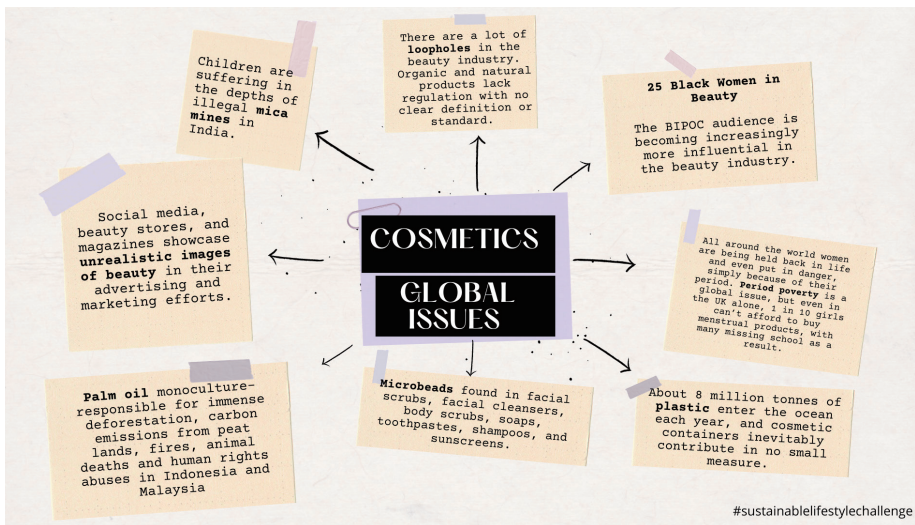 COSMETICS
GLOBAL
ISSUES
Children are
suffering in
the depths of
illegal mica
mines in
India.
There are a lot of
loopholes in the
beauty industry.
Organic and natural
products lack
regulation with no
clear definition or
standard.
25 Black Women in
Beauty
The BIPOC audience is
becoming increasingly
more influential in
the beauty industry.
Social media,
beauty stores, and
magazines showcase
unrealistic images
of beauty in their
advertising and
marketing efforts.
All around the world women
are being held back in life
and even put in danger,
simply because of their
period. Period poverty is a
global issue, but even in
the UK alone, 1 in 10 girls
can't afford to buy
menstrual products, with
many missing school as a
result.
Palm oil monoculture-
responsible for immense
deforestation, carbon
emissions from peat
lands, fires, animal
deaths and human rights
abuses in Indonesia and
Malaysia
Microbeads found in facial
scrubs, facial cleansers,
body scrubs, soaps,
toothpastes, shampoos, and
sunscreens.
About 8 million tonnes of
plastic enter the ocean
each year, and cosmetic
containers inevitably
contribute in no small
measure.
#sustainablelifestylechallenge